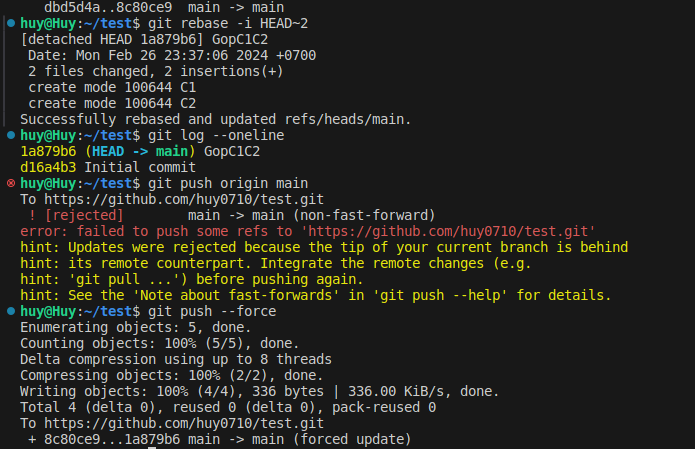 dbd5d4a..8c80ce9  main -> main
huy@Huy:~/test$ git rebase -i HEAD~2
[detached HEAD 1a879b6] GopC1C2
 Date: Mon Feb 26 23:37:06 2024 +0700
 2 files changed, 2 insertions(+)
 create mode 100644 C1
 create mode 100644 C2
Successfully rebased and updated refs/heads/main.
huy@Huy:~/test$ git log --oneline
1a879b6 (HEAD -> main) GopC1C2
d16a4b3 Initial commit
huy@Huy:~/test$ git push origin main
To https://github.com/huy0710/test.git
 ! [rejected]        main -> main (non-fast-forward)
error: failed to push some refs to 'https://github.com/huy0710/test.git'
hint: Updates were rejected because the tip of your current branch is behind
hint: its remote counterpart. Integrate the remote changes (e.g.
hint: 'git pull ...') before pushing again.
hint: See the 'Note about fast-forwards' in 'git push --help' for details.
huy@Huy:~/test$ git push --force
Enumerating objects: 5, done.
Counting objects: 100% (5/5), done.
Delta compression using up to 8 threads
Compressing objects: 100% (2/2), done.
Writing objects: 100% (4/4), 336 bytes | 336.00 KiB/s, done.
Total 4 (delta 0), reused 0 (delta 0), pack-reused 0
To https://github.com/huy0710/test.git
 + 8c80ce9...1a879b6 main -> main (forced update)